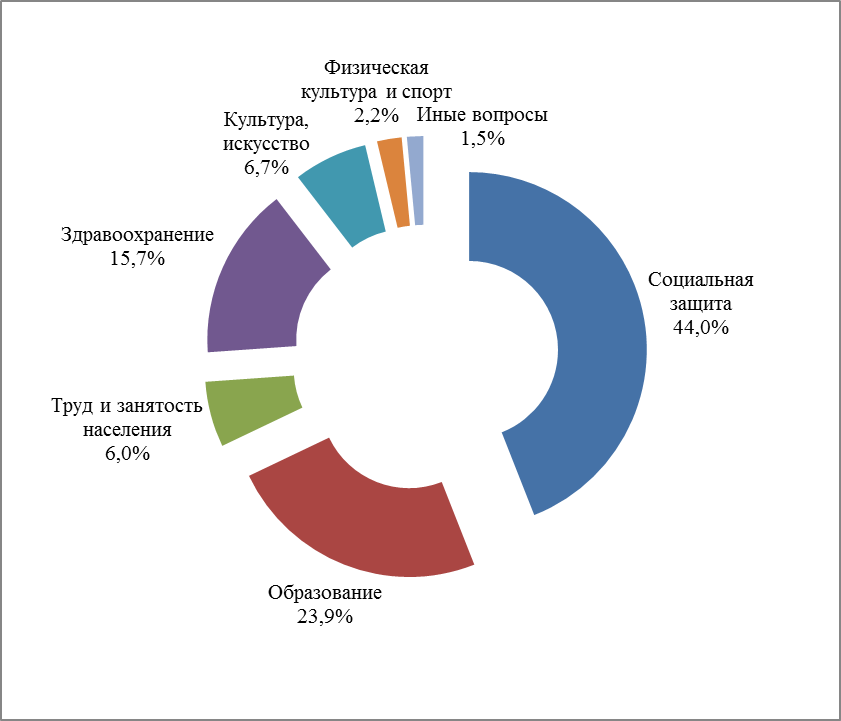 Физическая
культура и спорт
2,2%
Иные вопросы
1,5%
Культура,
искусство
6,7%
Здравоохранение
15,7%
Социальная
защита
44,0%
Труд и занятость
населения
6,0%
Образование
23,9%